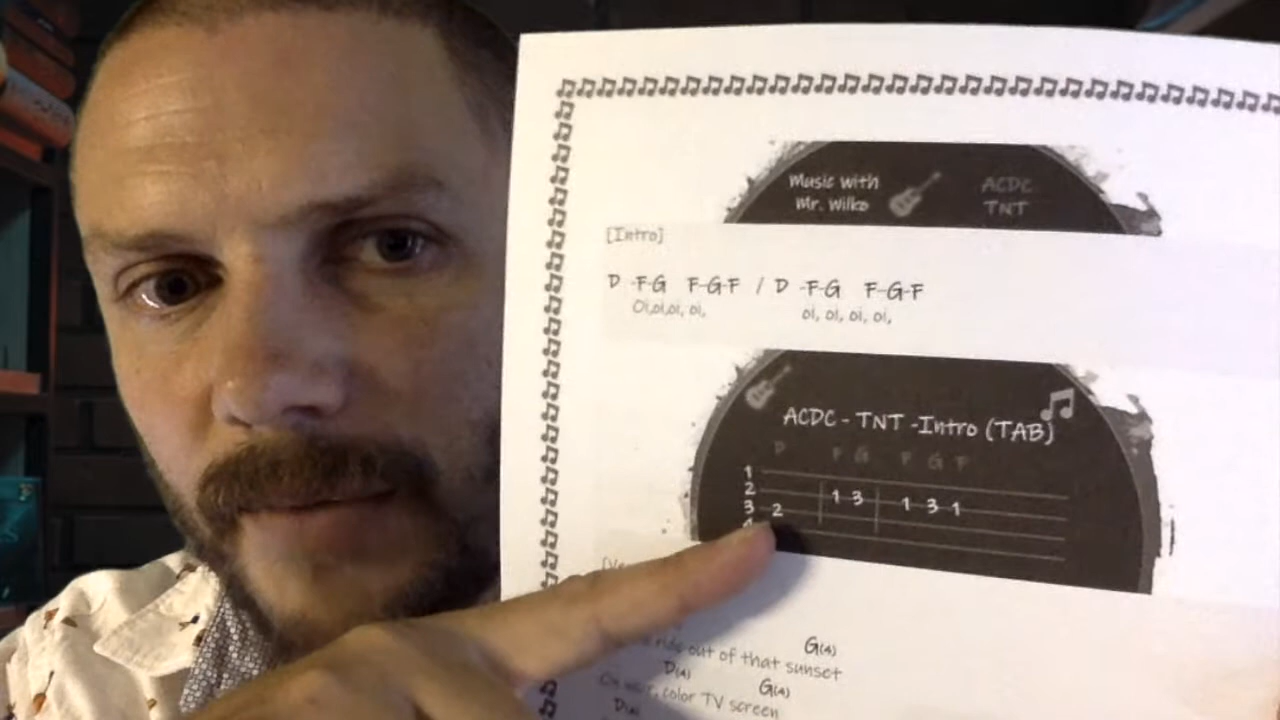 Music with
Mr. Wilko
ACDC
TNT
[Intro]
D -F-G F-G-F / D -F-G F-G-F
Oi,oi,oi, oi, oi, oi, oi, oi,
ACDC - TNT -Intro (TAB)
D F G F G F
1
2 1 3 1 3 1
3 2
4
G(4)
ride out of that sunset
D(4) G(4)
color TV screen
D(4)